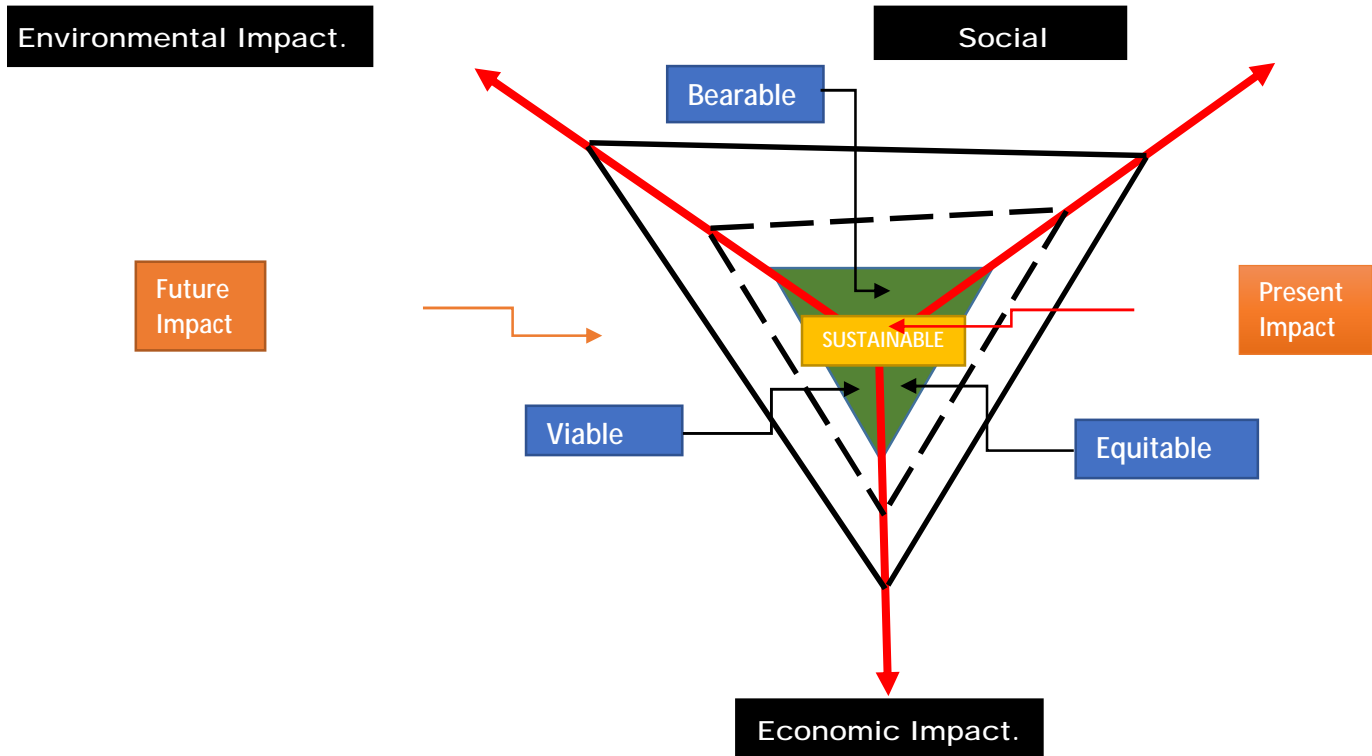 Environmental Impact.
Social
Bearable
Future
Impact
Present
Impact
SUSTAINABLE
Viable
Equitable
Economic Impact.